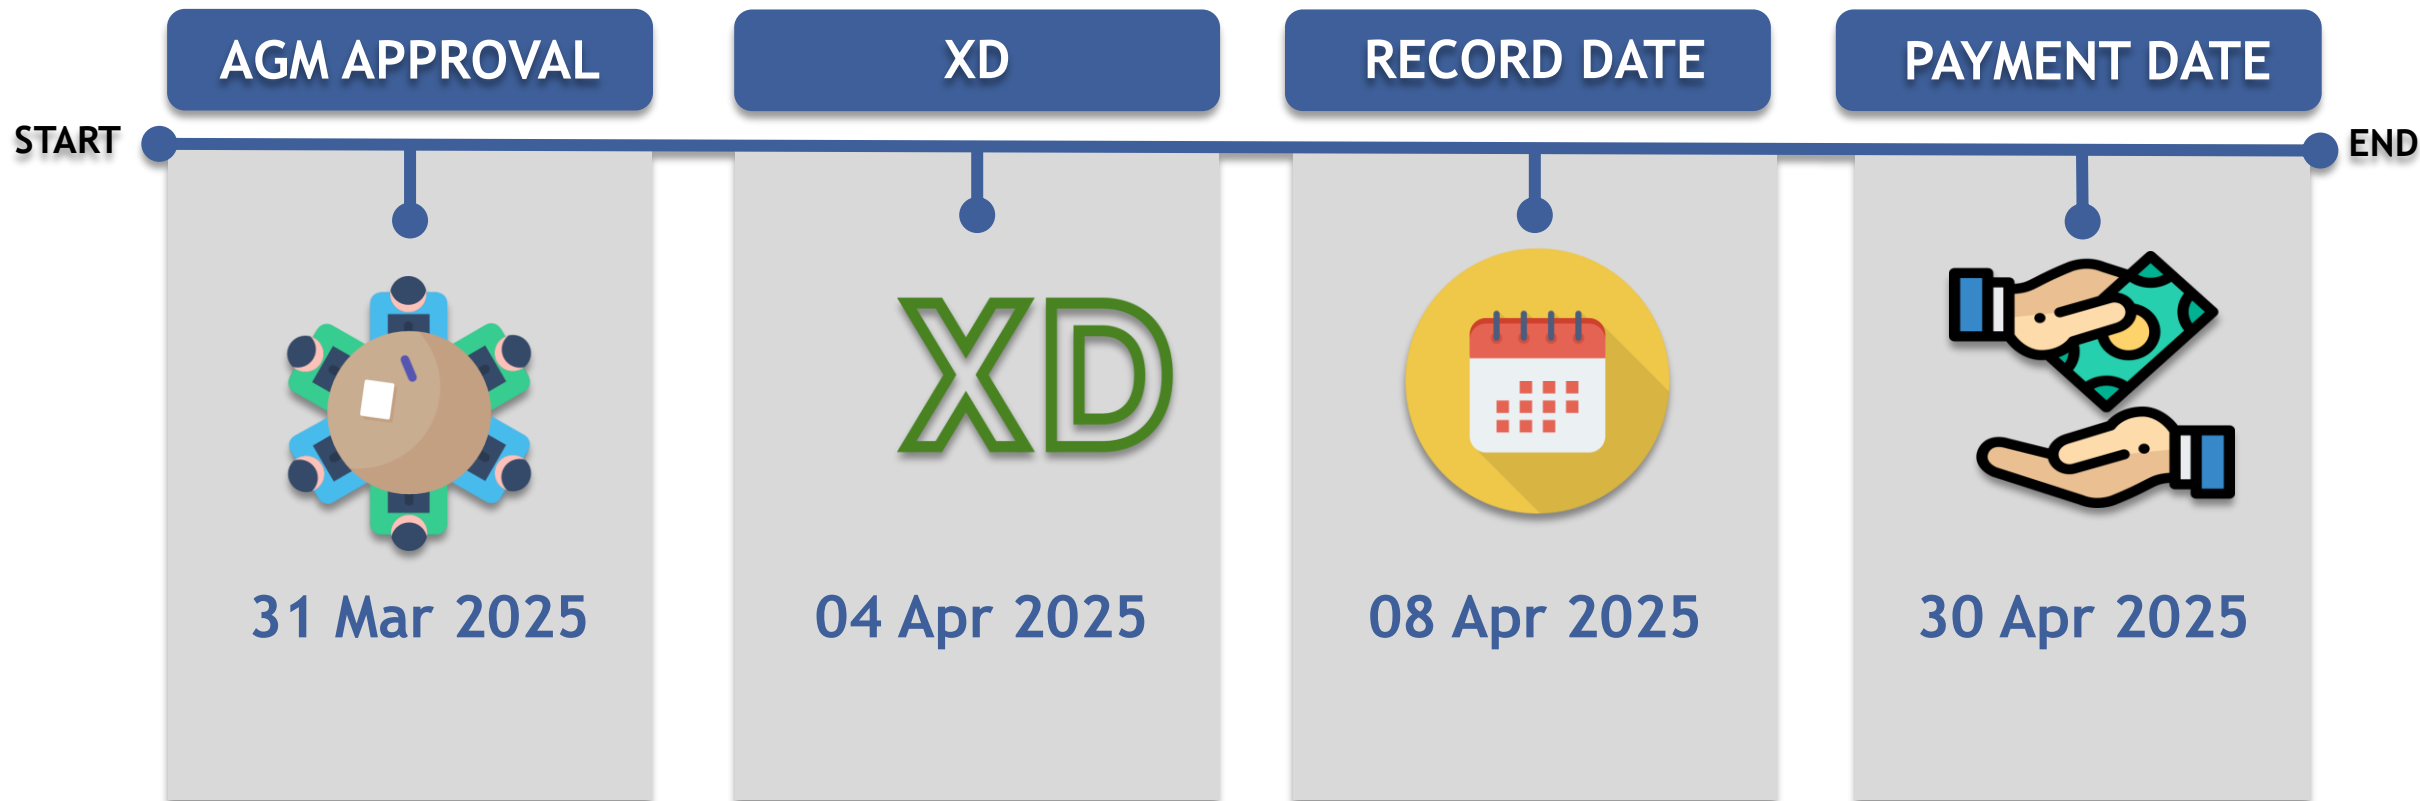 AGM APPROVAL
XD
RECORD DATE
PAYMENT DATE
START
END
XD
31 Mar 2025
04 Apr 2025
08 Apr 2025
30 Apr 2025